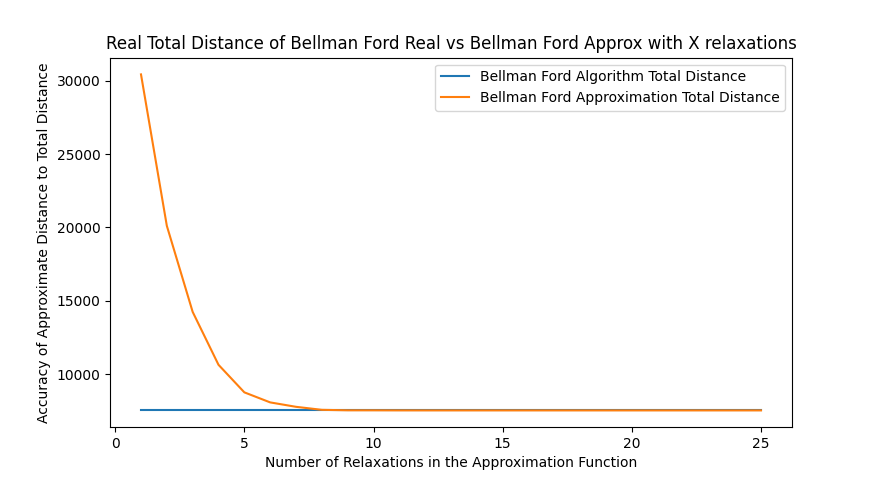 Real Total Distance of Bellman Ford Real vs Bellman Ford Approx with X relaxations
Accuracy of Approximate Distance to Total Distance
30000
25000
20000
15000
10000
Bellman Ford Algorithm Total Distance
Bellman Ford Approximation Total Distance
0
5
10
15
20
25
Number of Relaxations in the Approximation Function